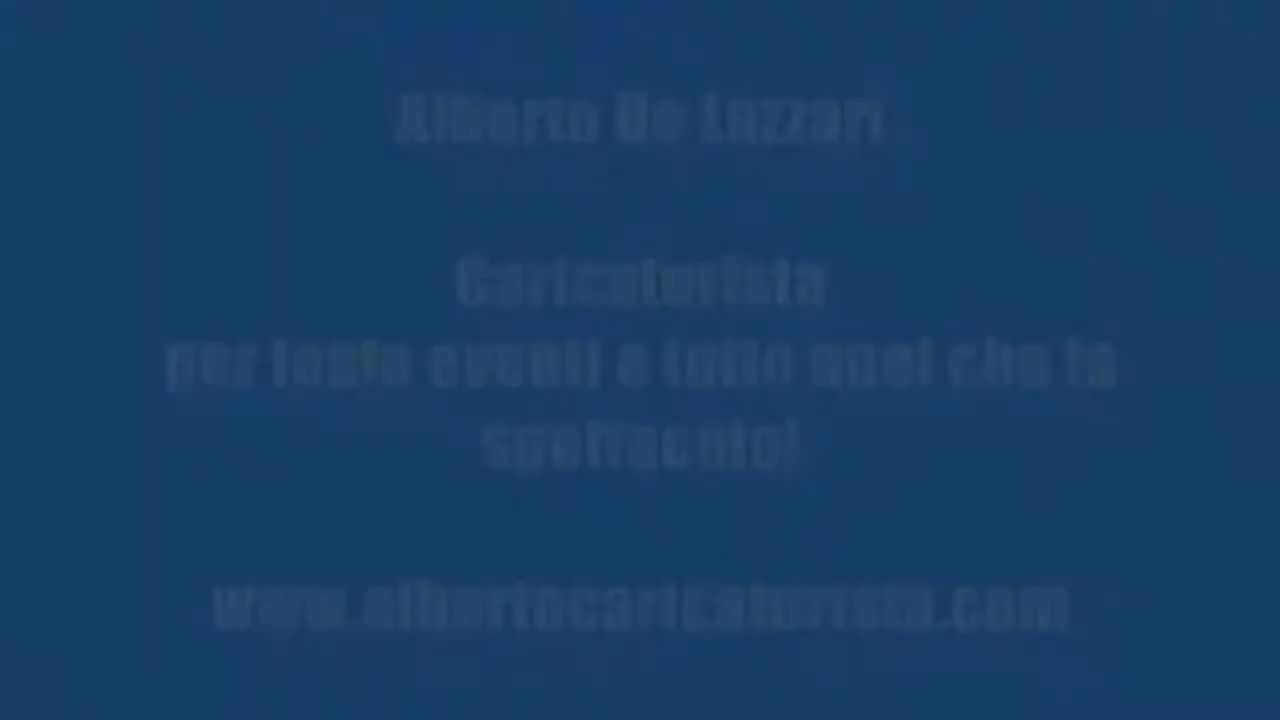 Alberto De Lazzari
Caricaturista
per feste eventi e tutto quel che fa
spettacolo!
www.albertocaricaturista.com